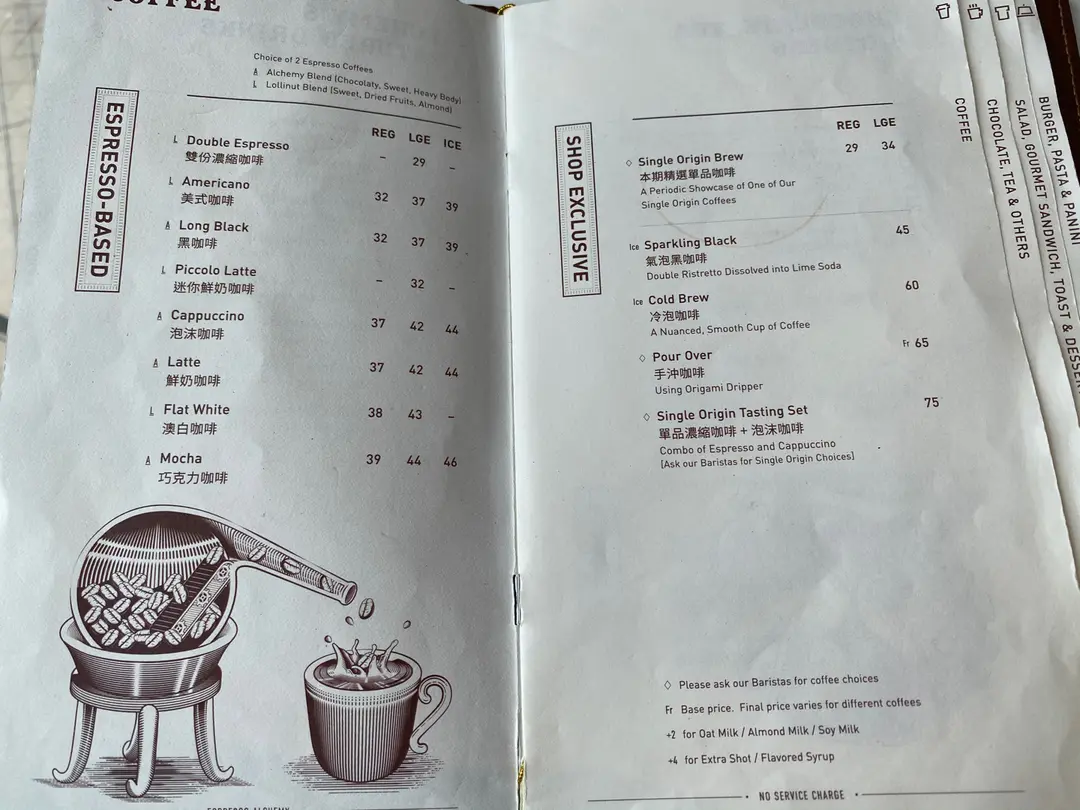 COFFEE
Choice of 2 Espresso Coffees
A Alchemy Blend (Chocolaty, Sweet, Heavy Body)
L Lollinut Blend (Sweet, Dried Fruits, Almond)
ESPRESSO-BASED
REG LGE ICE
L Double Espresso – 29 –
雙份濃縮咖啡
L Americano 32 37 39
美式咖啡
A Long Black 32 37 39
黑咖啡
L Piccolo Latte – 32 –
迷你鮮奶咖啡
A Cappuccino 37 42 44
泡沫咖啡
A Latte 37 42 44
鮮奶咖啡
L Flat White 38 43 –
澳白咖啡
A Mocha 39 44 46
巧克力咖啡
ESPRESSO ALCHEMY
SHOP EXCLUSIVE
REG LGE
◇ Single Origin Brew 29 34
本期精選單品咖啡
A Periodic Showcase of One of Our
Single Origin Coffees
Ice Sparkling Black 45
氣泡黑咖啡
Double Ristretto Dissolved into Lime Soda
Ice Cold Brew 60
冷泡咖啡
A Nuanced, Smooth Cup of Coffee
◇ Pour Over Fr 65
手沖咖啡
Using Origami Dripper
◇ Single Origin Tasting Set 75
單品濃縮咖啡 + 泡沫咖啡
Combo of Espresso and Cappuccino
[Ask our Baristas for Single Origin Choices]
◇ Please ask our Baristas for coffee choices
Fr Base price. Final price varies for different coffees
+2 for Oat Milk / Almond Milk / Soy Milk
+4 for Extra Shot / Flavored Syrup
• NO SERVICE CHARGE •
COFFEE
CHOCOLATE, TEA & OTHERS
SALAD, GOURMET SANDWICH, TOAST & DESSERT
BURGER, PASTA & PANINI